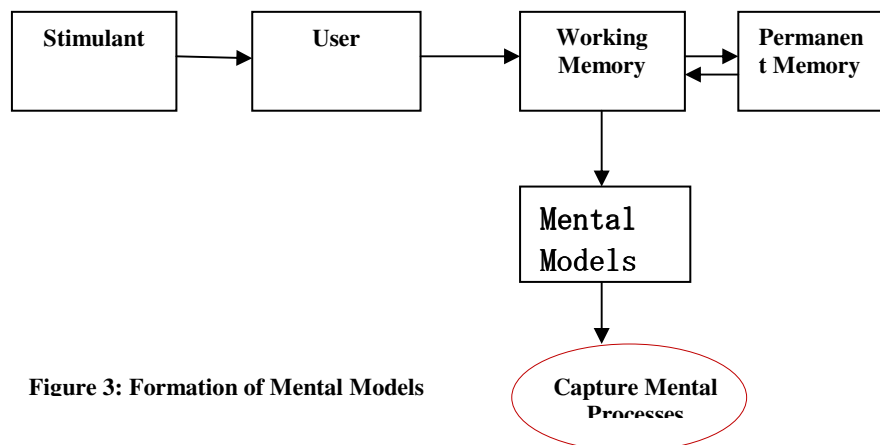 Stimulant
User
Working
Memory
Permanen
t Memory
Mental
Models
Figure 3: Formation of Mental Models
Capture Mental
Processes